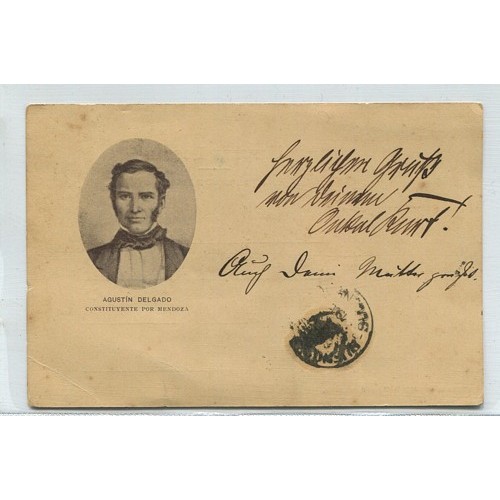 AGUSTÍN DELGADO
CONSTITUYENTE POR MENDOZA
Herzlichen Gruß
von Deinem
Onkel Kurt!
Auch Deine Mutter grüßt.